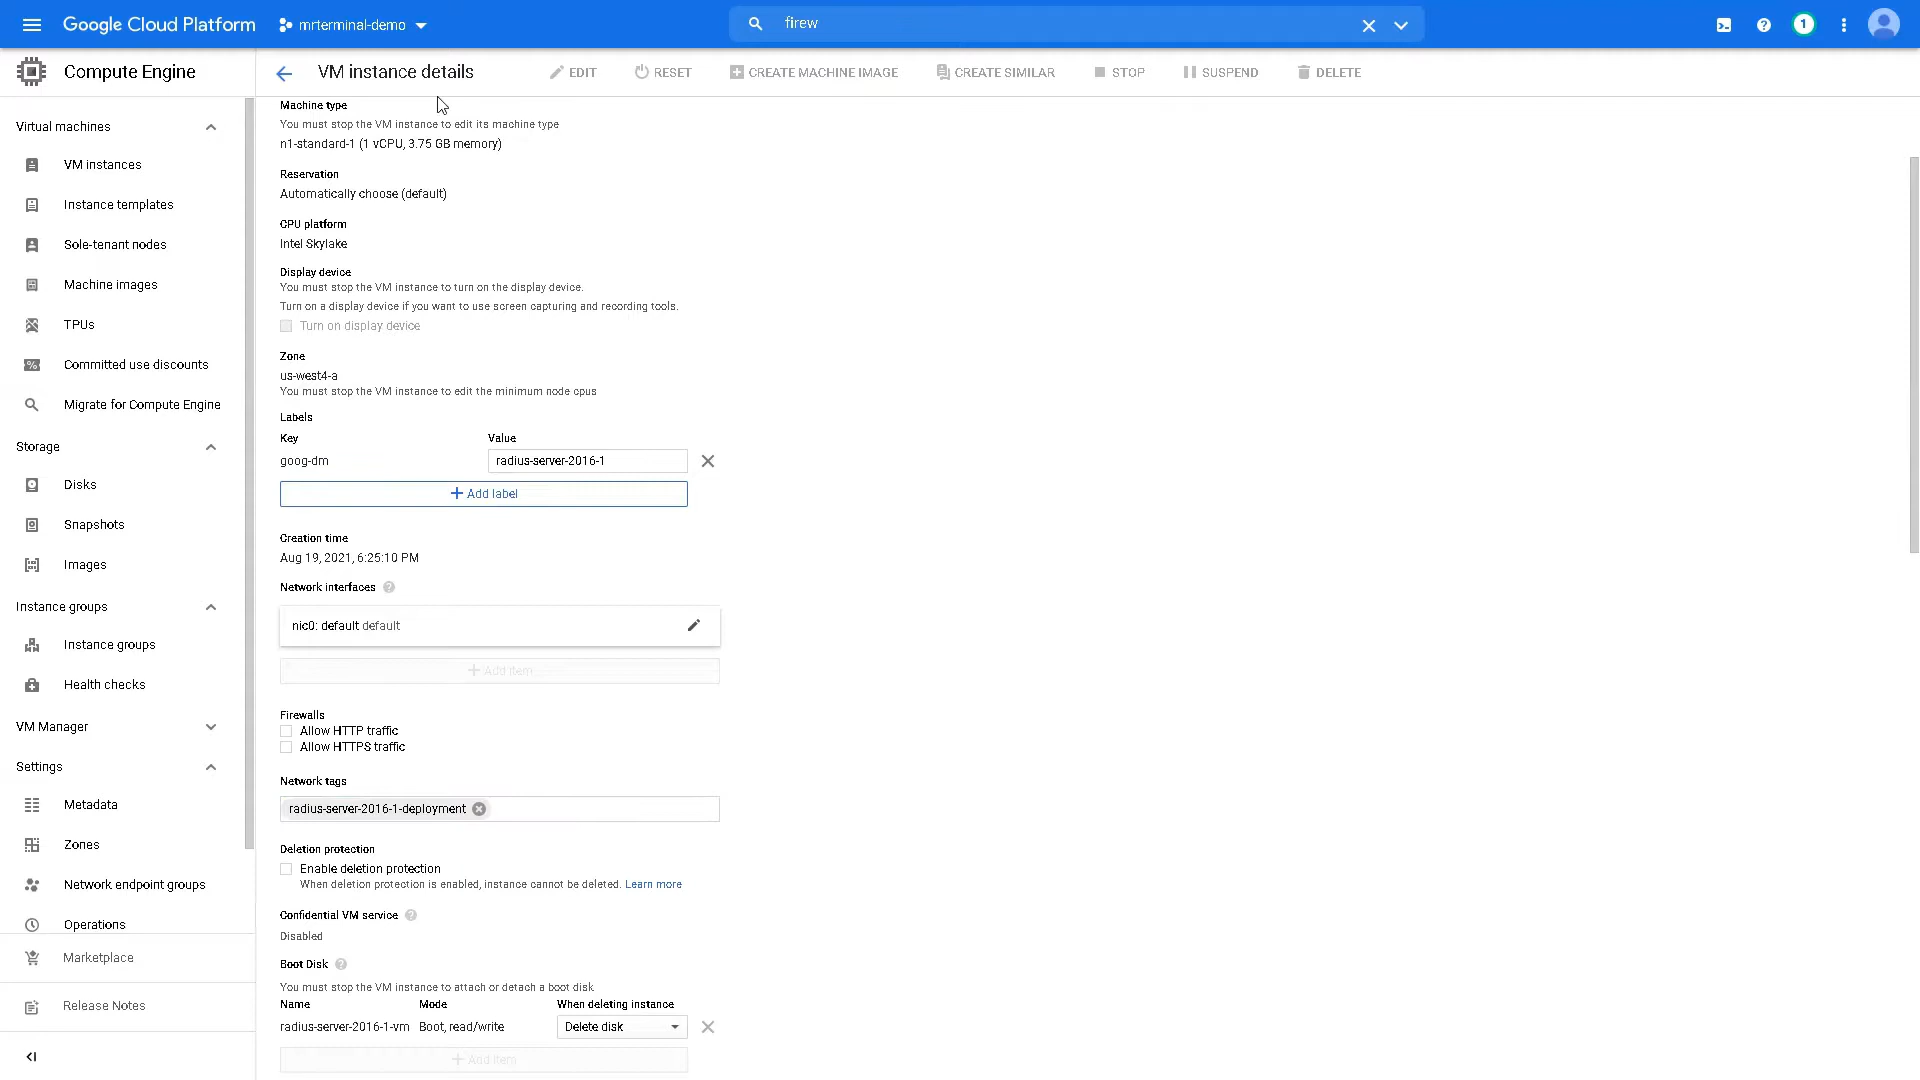 Google Cloud Platform
mrterminal-demo
firew
1
Compute Engine
VM instance details
EDIT
RESET
CREATE MACHINE IMAGE
CREATE SIMILAR
STOP
SUSPEND
DELETE
Virtual machines
VM instances
Instance templates
Sole-tenant nodes
Machine images
TPUs
Committed use discounts
Migrate for Compute Engine
Storage
Disks
Snapshots
Images
Instance groups
Instance groups
Health checks
VM Manager
Settings
Metadata
Zones
Network endpoint groups
Operations
Marketplace
Release Notes
Machine type
You must stop the VM instance to edit its machine type
n1-standard-1 (1 vCPU, 3.75 GB memory)
Reservation
Automatically choose (default)
CPU platform
Intel Skylake
Display device
You must stop the VM instance to turn on the display device.
Turn on a display device if you want to use screen capturing and recording tools.
Turn on display device
Zone
us-west4-a
You must stop the VM instance to edit the minimum node cpus
Labels
Key Value
goog-dm radius-server-2016-1
Add label
Creation time
Aug 19, 2021, 6:25:10 PM
Network interfaces
nic0: default default
Add item
Firewalls
Allow HTTP traffic
Allow HTTPS traffic
Network tags
radius-server-2016-1-deployment
Deletion protection
Enable deletion protection
When deletion protection is enabled, instance cannot be deleted. Learn more
Confidential VM service
Disabled
Boot Disk
You must stop the VM instance to attach or detach a boot disk
Name Mode When deleting instance
radius-server-2016-1-vm Boot, read/write Delete disk
Add item